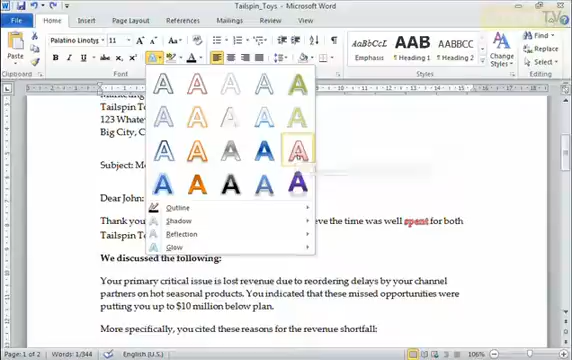 Tailspin_Toys - Microsoft Word
File Home Insert Page Layout References Mailings Review View
Palatino Linotype 11
AaBbCcL AaB AABBCC
Emphasis ¶ Heading 1 ¶ Heading 2
Change Styles
Find
Replace
Select
Paste
Clipboard Paragraph Styles Editing
Tailspin To
123 Whatev
Big City, C
Subject: Me
Dear John
Outline
Shadow
Reflection
Glow
Thank you eve the time was well spent for both
Tailspin Toy
We discussed the following:
Your primary critical issue is lost revenue due to reordering delays by your channel
partners on hot seasonal products. You indicated that these missed opportunities were
putting you up to $10 million below plan.
More specifically, you cited these reasons for the revenue shortfall:
Page: 1 of 2 Words: 1/344 English (U.S.) 106%